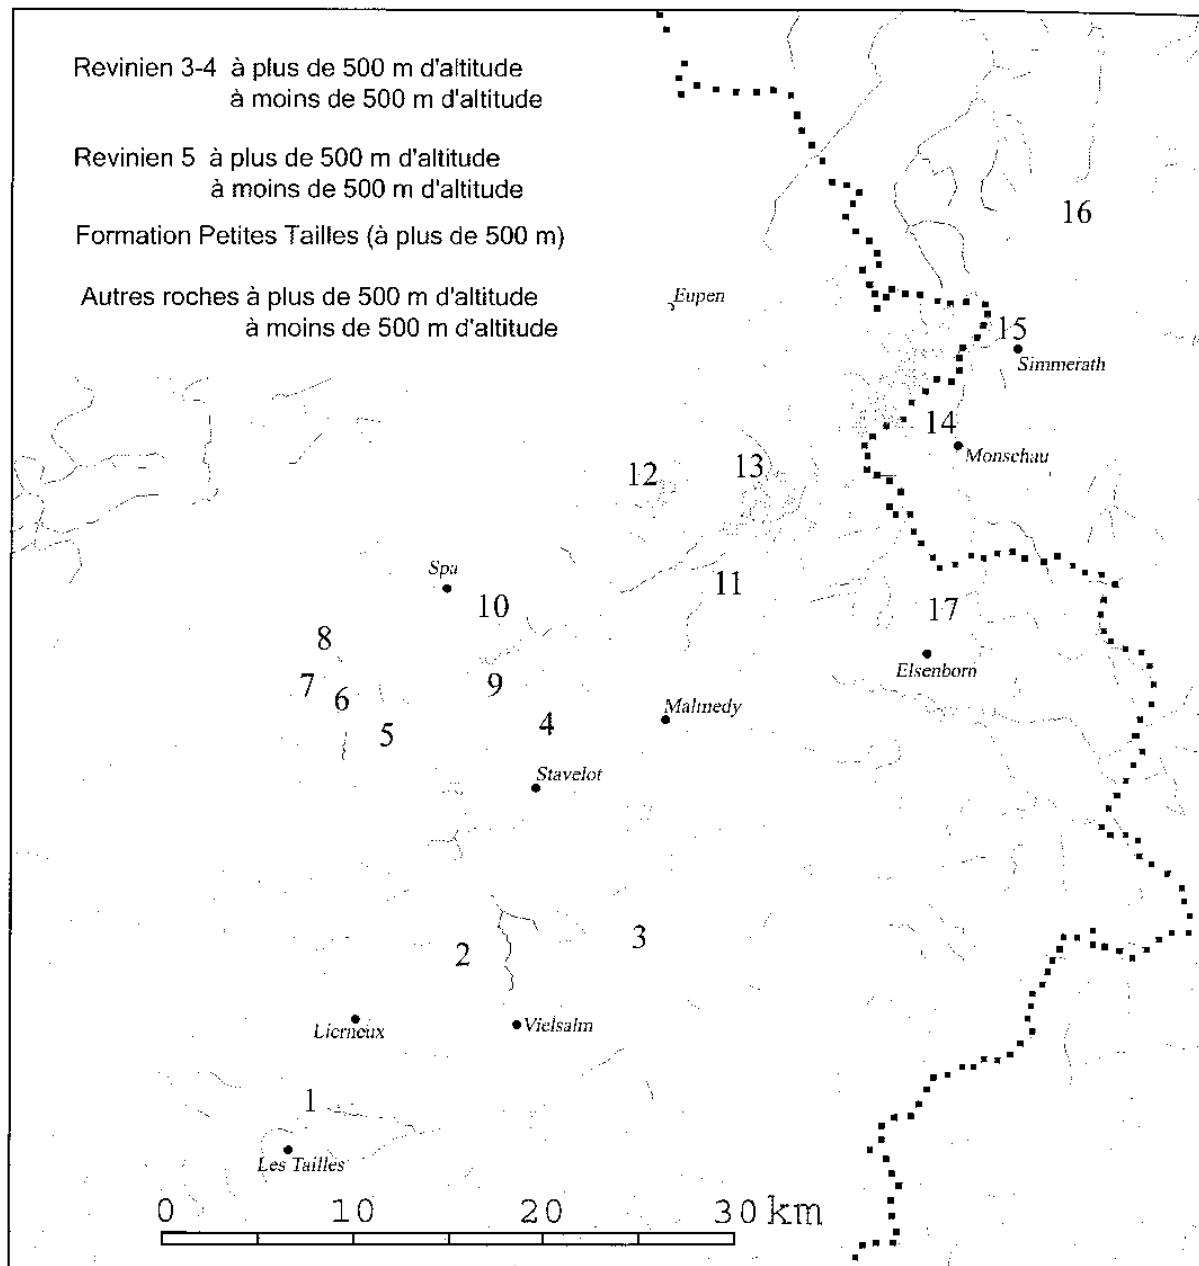 Revinien 3-4 à plus de 500 m d'altitude
à moins de 500 m d'altitude
Revinien 5 à plus de 500 m d'altitude
à moins de 500 m d'altitude
Formation Petites Tailles (à plus de 500 m)
Autres roches à plus de 500 m d'altitude
à moins de 500 m d'altitude
16
Eupen
15
Simmerath
14
Monschau
12
13
Spa
10
11
17
8
Elsenborn
7
6
9
Malmedy
5
4
Stavelot
2
3
Lierneux
Vielsalm
1
Les Tailles
0 10 20 30 km